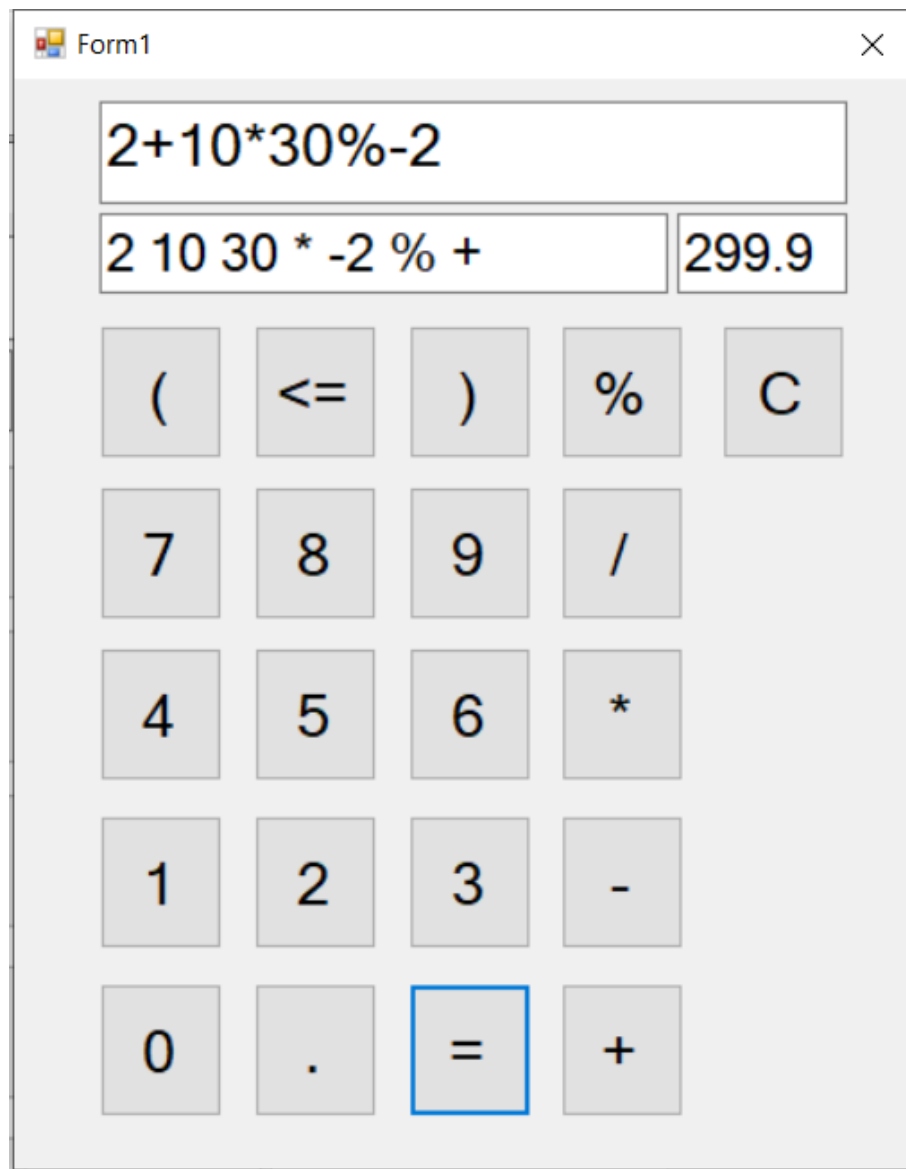 Form1
2+10*30%-2
2 10 30 * -2 % + 299.9
( <= ) % C
7 8 9 /
4 5 6 *
1 2 3 -
0 . = +